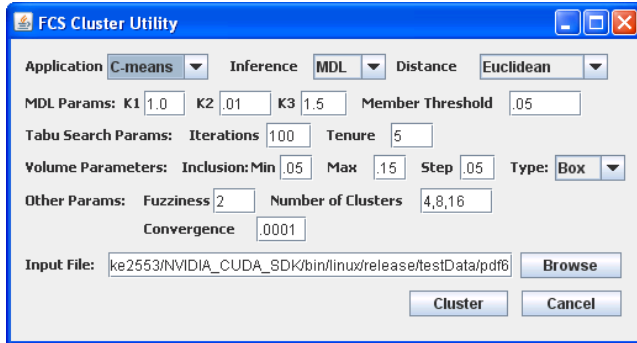 FCS Cluster Utility
Application C-means Inference MDL Distance Euclidean
MDL Params: K1 1.0 K2 .01 K3 1.5 Member Threshold .05
Tabu Search Params: Iterations 100 Tenure 5
Volume Parameters: Inclusion: Min .05 Max .15 Step .05 Type: Box
Other Params: Fuzziness 2 Number of Clusters 4,8,16
Convergence .0001
Input File: ke2553/NVIDIA_CUDA_SDK/bin/linux/release/testData/pdf6 Browse
Cluster Cancel